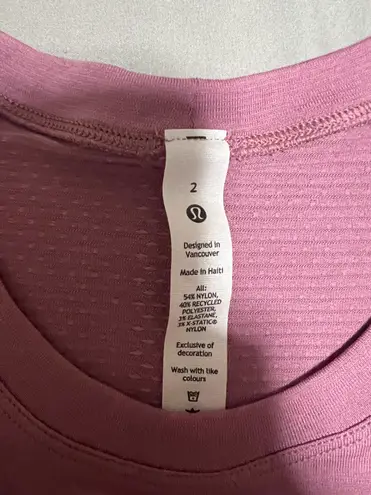 2
Designed in
Vancouver
Made in Haiti
All:
54% NYLON,
40% RECYCLED
POLYESTER,
3% ELASTANE,
3% X-STATIC®
NYLON
Exclusive of
decoration
Wash with like
colours